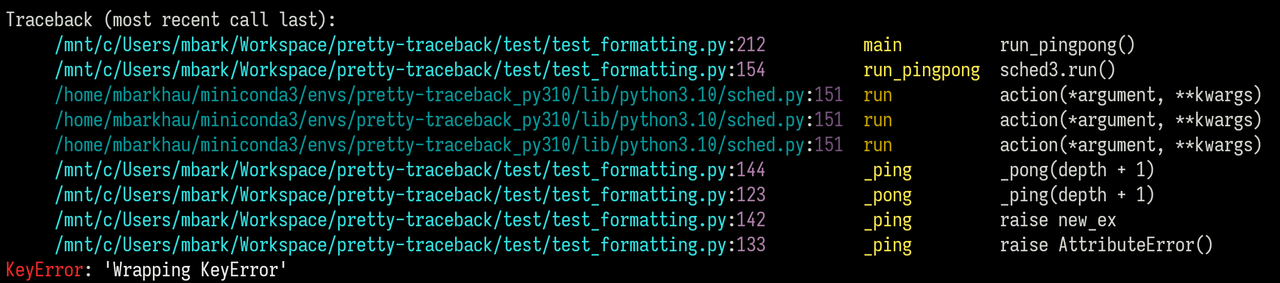 Traceback (most recent call last):
/mnt/c/Users/mbark/Workspace/pretty-traceback/test/test_formatting.py:212 main run_pingpong()
/mnt/c/Users/mbark/Workspace/pretty-traceback/test/test_formatting.py:154 run_pingpong sched3.run()
/home/mbarkhau/miniconda3/envs/pretty-traceback_py310/lib/python3.10/sched.py:151 run action(*argument, **kwargs)
/home/mbarkhau/miniconda3/envs/pretty-traceback_py310/lib/python3.10/sched.py:151 run action(*argument, **kwargs)
/home/mbarkhau/miniconda3/envs/pretty-traceback_py310/lib/python3.10/sched.py:151 run action(*argument, **kwargs)
/mnt/c/Users/mbark/Workspace/pretty-traceback/test/test_formatting.py:144 _ping _pong(depth + 1)
/mnt/c/Users/mbark/Workspace/pretty-traceback/test/test_formatting.py:123 _pong _ping(depth + 1)
/mnt/c/Users/mbark/Workspace/pretty-traceback/test/test_formatting.py:142 _ping raise new_ex
/mnt/c/Users/mbark/Workspace/pretty-traceback/test/test_formatting.py:133 _ping raise AttributeError()
KeyError: 'Wrapping KeyError'